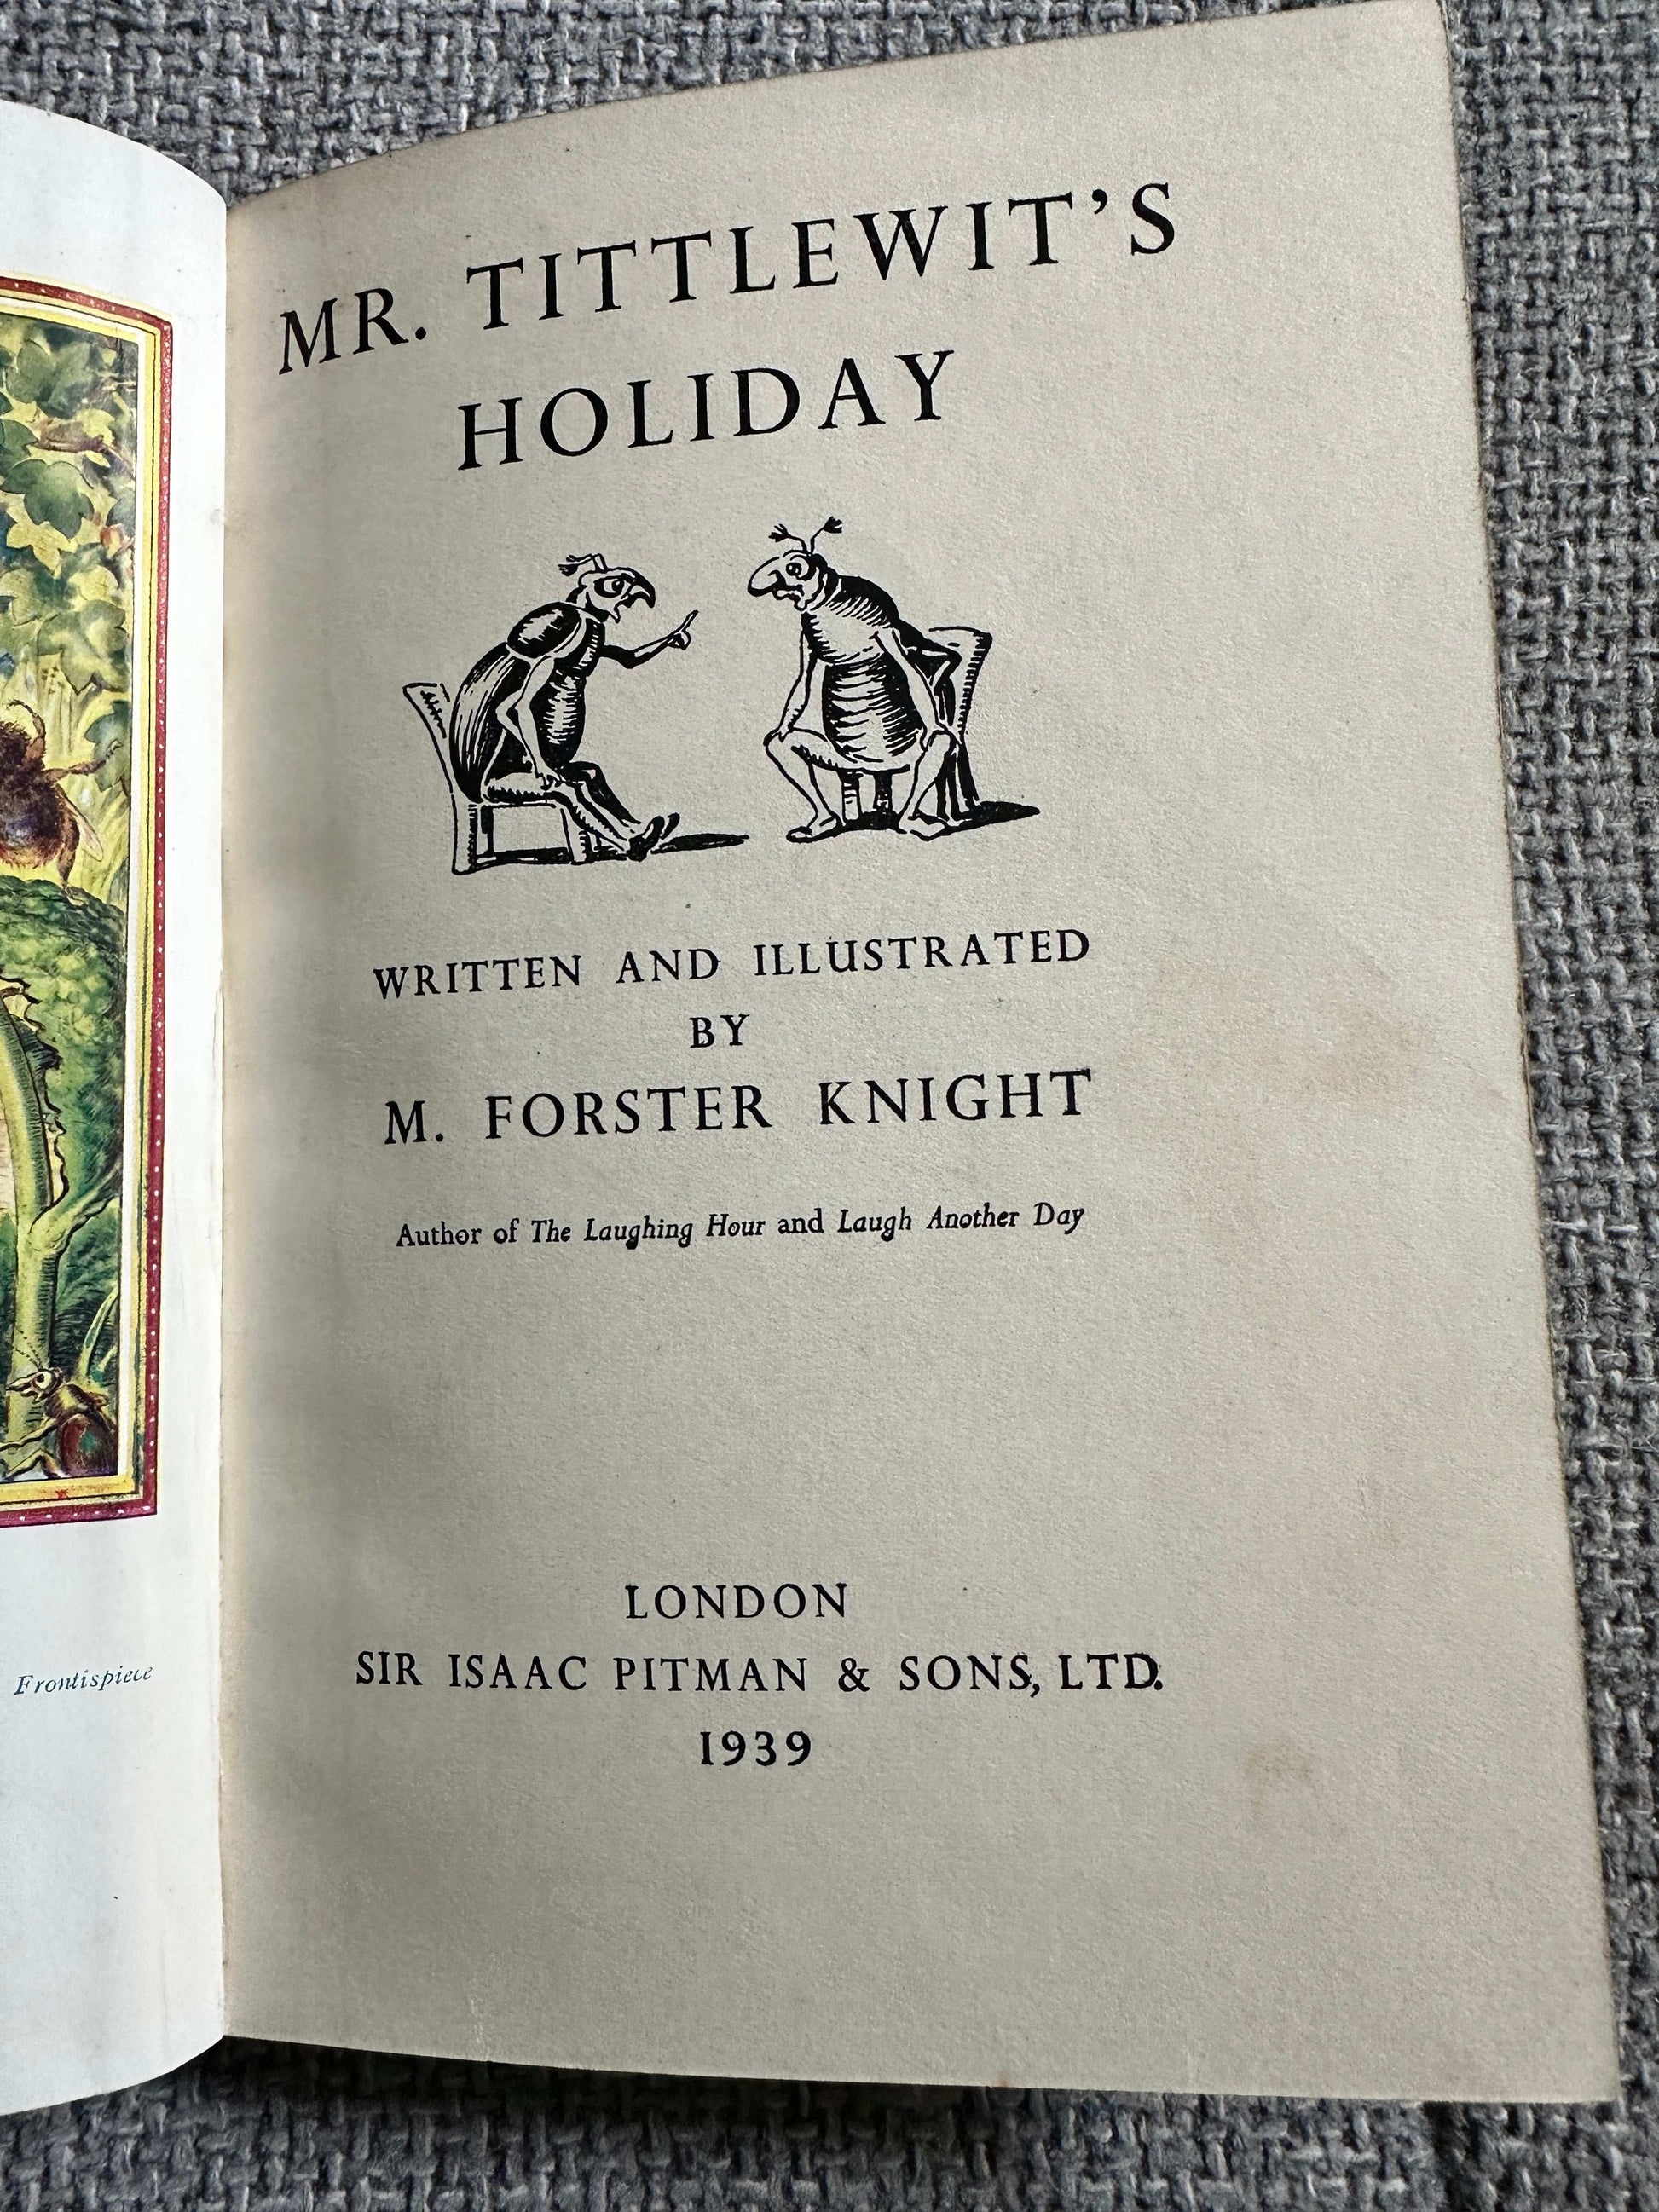 MR. TITTLEWIT'S
HOLIDAY
WRITTEN AND ILLUSTRATED
BY
M. FORSTER KNIGHT
Author of The Laughing Hour and Laugh Another Day
LONDON
SIR ISAAC PITMAN & SONS, LTD.
1939
Frontispiece